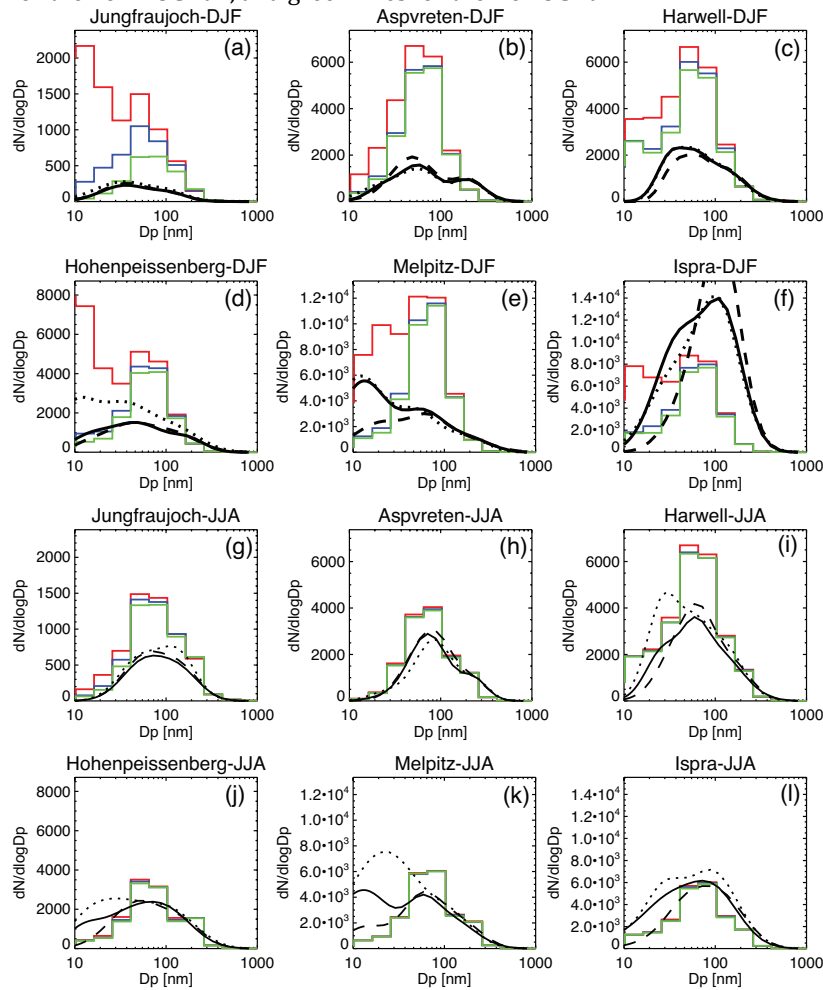 Jungfraujoch-DJF
Aspvreten-DJF
Harwell-DJF
(a)
(b)
(c)
dN/dlogDp
2000
1500
1000
500
0
dN/dlogDp
6000
4000
2000
0
dN/dlogDp
6000
4000
2000
0
10 100 1000
10 100 1000
10 100 1000
Dp [nm]
Dp [nm]
Dp [nm]
Hohenpeissenberg-DJF
Melpitz-DJF
Ispra-DJF
(d)
(e)
(f)
dN/dlogDp
8000
6000
4000
2000
0
dN/dlogDp
1.2•10⁴
1.0•10⁴
8.0•10³
6.0•10³
4.0•10³
2.0•10³
0
dN/dlogDp
1.4•10⁴
1.2•10⁴
1.0•10⁴
8.0•10³
6.0•10³
4.0•10³
2.0•10³
0
10 100 1000
10 100 1000
10 100 1000
Dp [nm]
Dp [nm]
Dp [nm]
Jungfraujoch-JJA
Aspvreten-JJA
Harwell-JJA
(g)
(h)
(i)
dN/dlogDp
2000
1500
1000
500
0
dN/dlogDp
6000
4000
2000
0
dN/dlogDp
6000
4000
2000
0
10 100 1000
10 100 1000
10 100 1000
Dp [nm]
Dp [nm]
Dp [nm]
Hohenpeissenberg-JJA
Melpitz-JJA
Ispra-JJA
(j)
(k)
(l)
dN/dlogDp
8000
6000
4000
2000
0
dN/dlogDp
1.2•10⁴
1.0•10⁴
8.0•10³
6.0•10³
4.0•10³
2.0•10³
0
dN/dlogDp
1.4•10⁴
1.2•10⁴
1.0•10⁴
8.0•10³
6.0•10³
4.0•10³
2.0•10³
0
10 100 1000
10 100 1000
10 100 1000
Dp [nm]
Dp [nm]
Dp [nm]